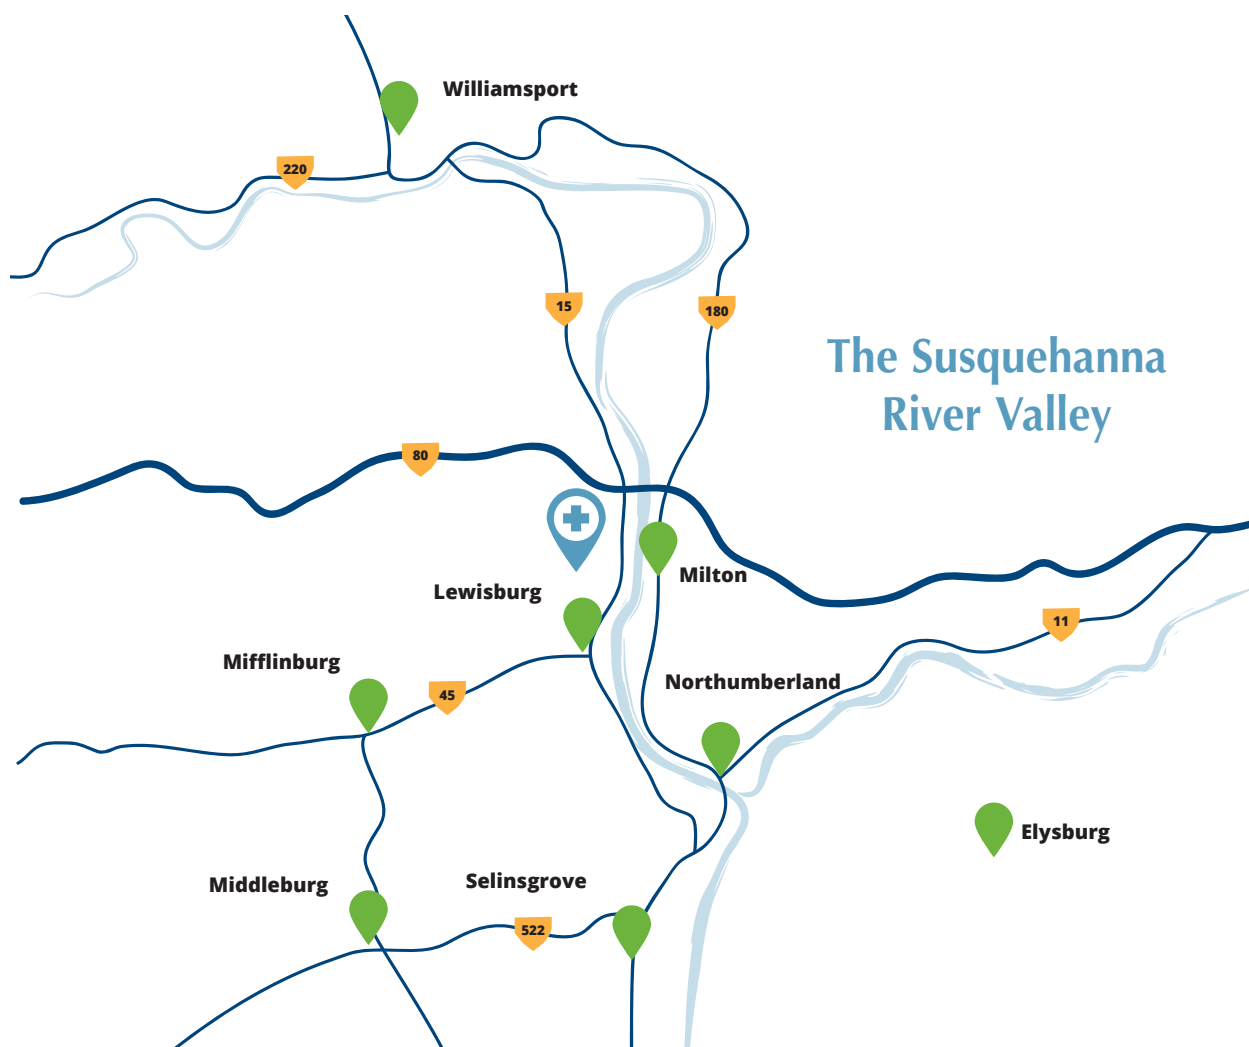 Williamsport
220
15
180
The Susquehanna
River Valley
80
Milton
Lewisburg
11
Mifflinburg
Northumberland
45
Elysburg
Selinsgrove
Middleburg
522